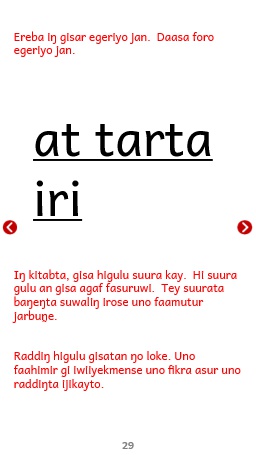 Ereba iŋ gisar egeriyo jan.  Daasa foro
egeriyo jan.
at tarta
iri
Iŋ kitabta, gisa higulu suura kay.  Hi suura
gulu an gisa agaf fasuruwi.  Tey suurata
baŋeŋta suwaliŋ irose uno faamutur
jarbuŋe.
Raddiŋ higulu gisatan ŋo loke. Uno
faahimir gi iwiiyekmense uno fikra asur uno
raddiŋta ijikayto.
29